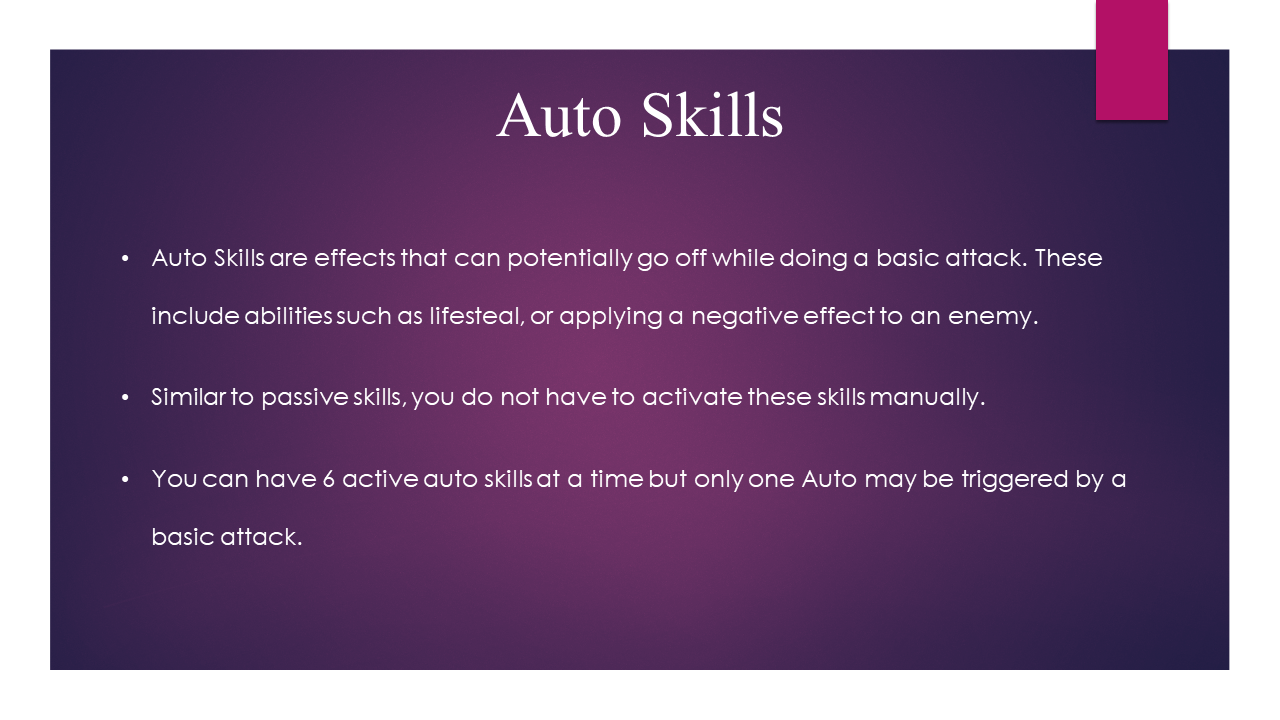 Auto Skills
• Auto Skills are effects that can potentially go off while doing a basic attack. These
include abilities such as lifesteal, or applying a negative effect to an enemy.
• Similar to passive skills, you do not have to activate these skills manually.
• You can have 6 active auto skills at a time but only one Auto may be triggered by a
basic attack.